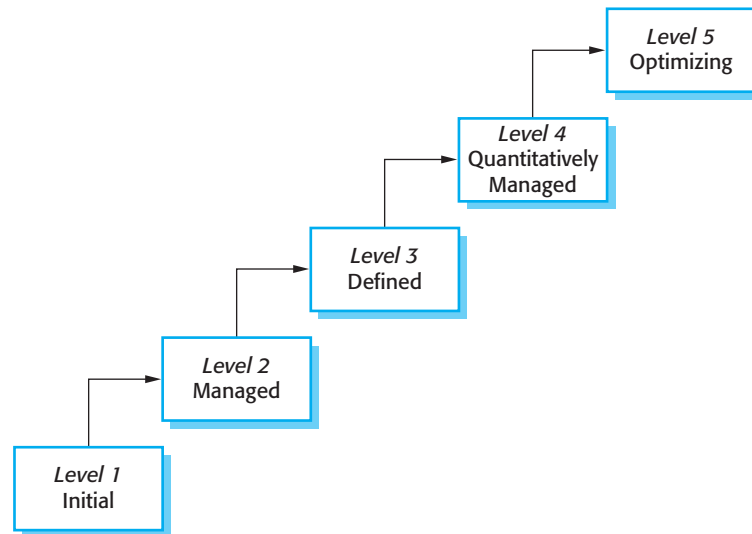 Level 5
Optimizing
Level 4
Quantitatively
Managed
Level 3
Defined
Level 2
Managed
Level 1
Initial